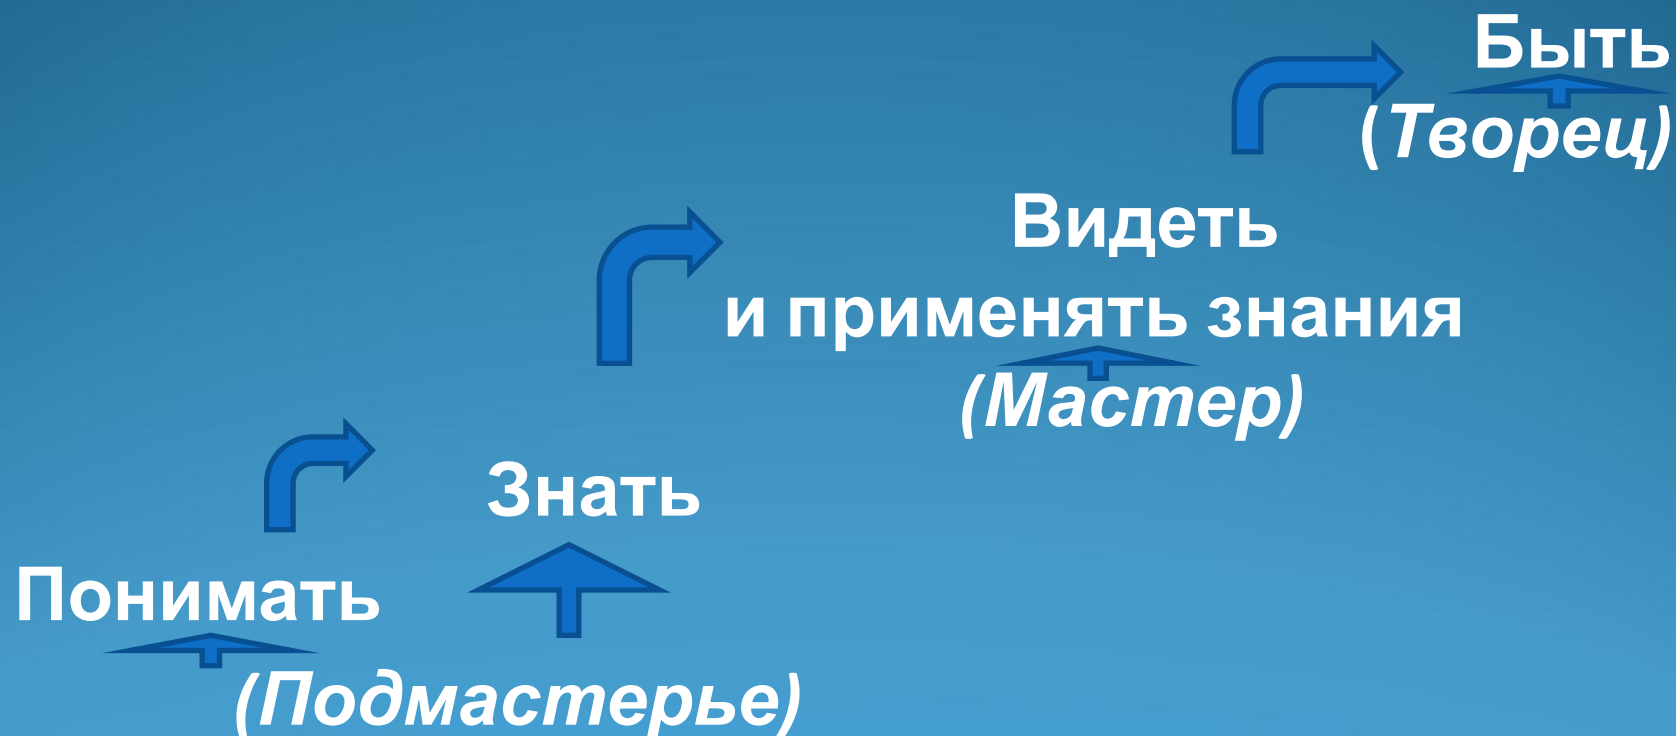 Быть
(Творец)
Видеть
и применять знания
(Мастер)
Знать
Понимать
(Подмастерье)